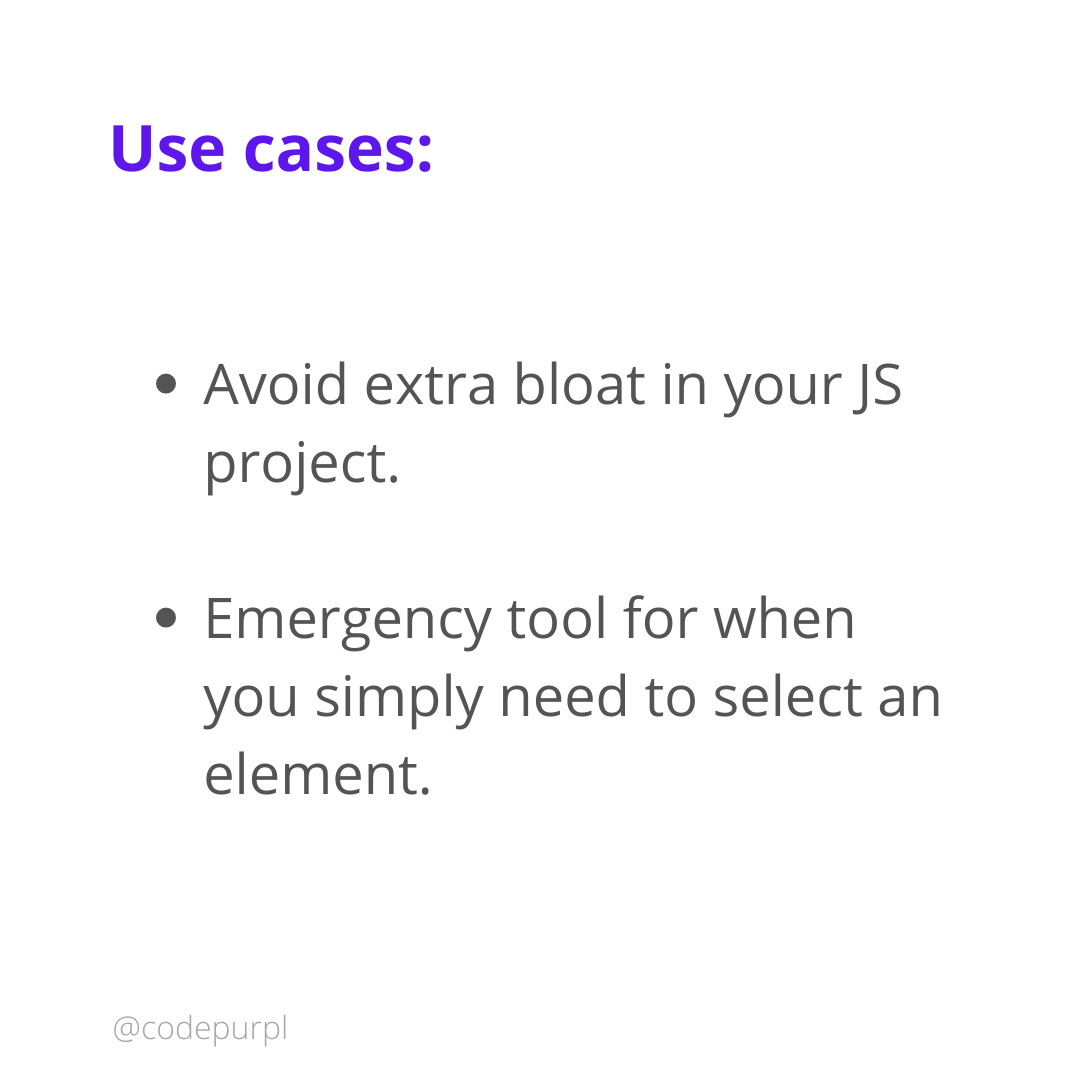 Use cases:
• Avoid extra bloat in your JS
project.
• Emergency tool for when
you simply need to select an
element.
@codepurpl